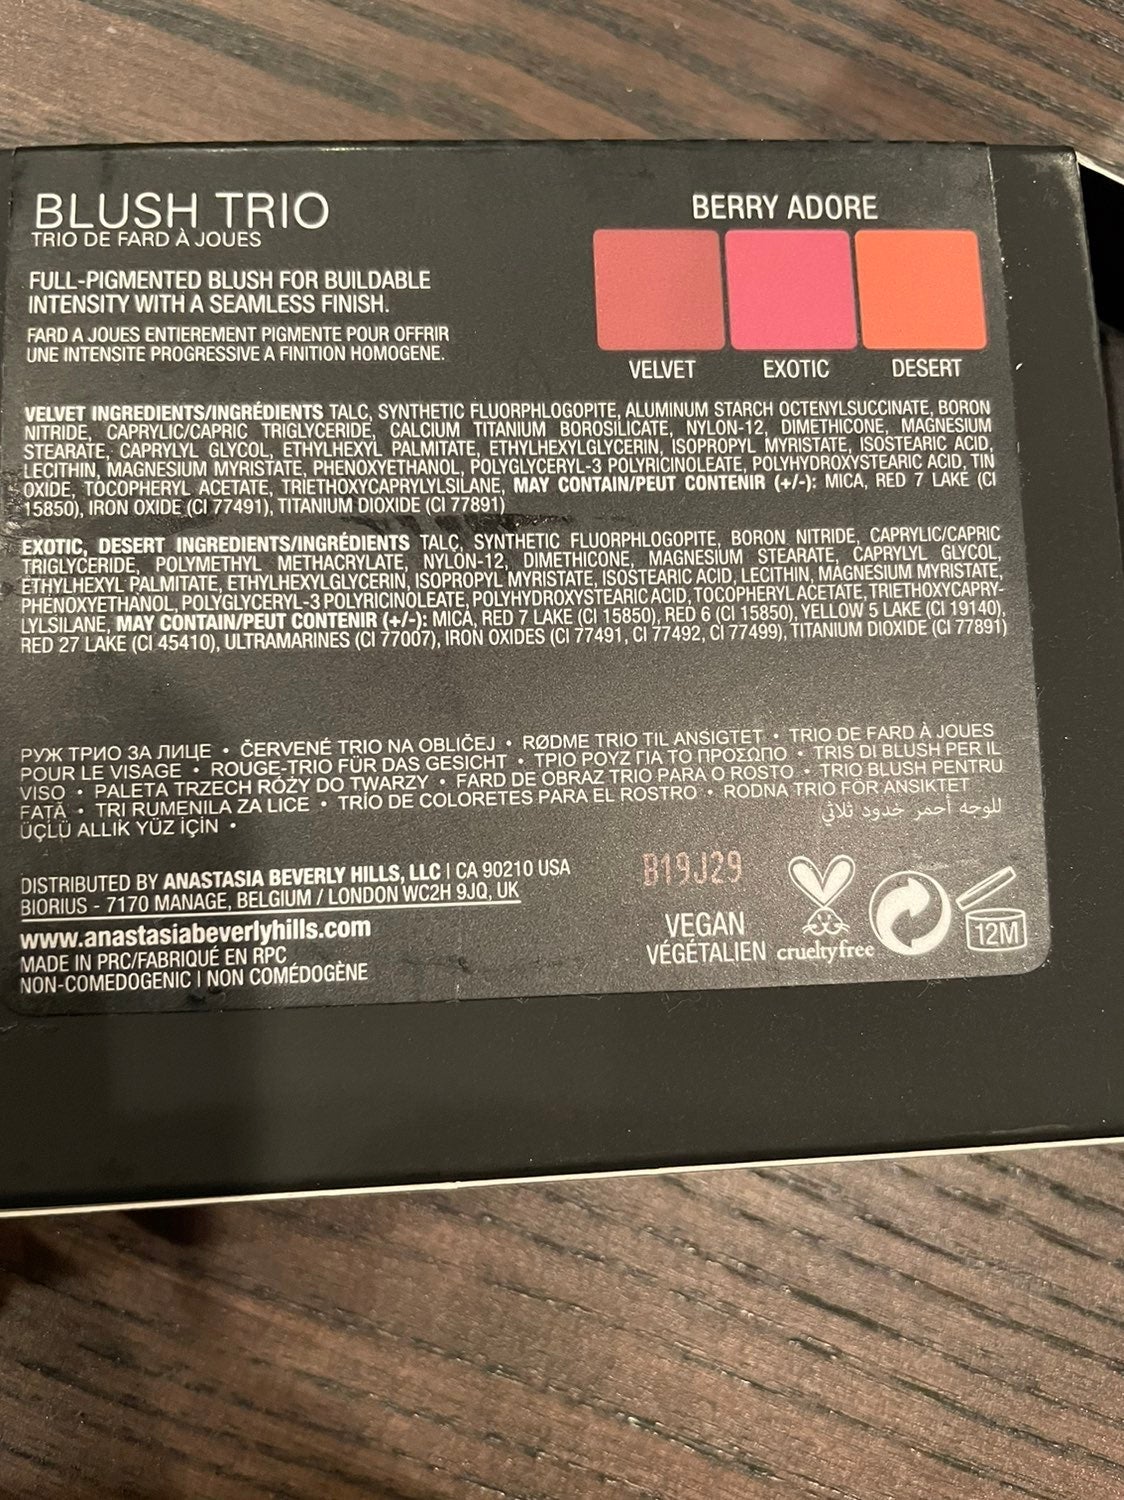 BLUSH TRIO
TRIO DE FARD À JOUES
FULL-PIGMENTED BLUSH FOR BUILDABLE
INTENSITY WITH A SEAMLESS FINISH.
FARD A JOUES ENTIEREMENT PIGMENTE POUR OFFRIR
UNE INTENSITE PROGRESSIVE A FINITION HOMOGENE.
BERRY ADORE
VELVET EXOTIC DESERT
VELVET INGREDIENTS/INGRÉDIENTS TALC, SYNTHETIC FLUORPHLOGOPITE, ALUMINUM STARCH OCTENYLSUCCINATE, BORON
NITRIDE, CAPRYLIC/CAPRIC TRIGLYCERIDE, CALCIUM TITANIUM BOROSILICATE, NYLON-12, DIMETHICONE, MAGNESIUM
STEARATE, CAPRYLYL GLYCOL, ETHYLHEXYL PALMITATE, ETHYLHEXYLGLYCERIN, ISOPROPYL MYRISTATE, ISOSTEARIC ACID,
LECITHIN, MAGNESIUM MYRISTATE, PHENOXYETHANOL, POLYGLYCERYL-3 POLYRICINOLEATE, POLYHYDROXYSTEARIC ACID, TIN
OXIDE, TOCOPHERYL ACETATE, TRIETHOXYCAPRYLYLSILANE, MAY CONTAIN/PEUT CONTENIR (+/-): MICA, RED 7 LAKE (CI
15850), IRON OXIDE (CI 77491), TITANIUM DIOXIDE (CI 77891)
EXOTIC, DESERT INGREDIENTS/INGRÉDIENTS TALC, SYNTHETIC FLUORPHLOGOPITE, BORON NITRIDE, CAPRYLIC/CAPRIC
TRIGLYCERIDE, POLYMETHYL METHACRYLATE, NYLON-12, DIMETHICONE, MAGNESIUM STEARATE, CAPRYLYL GLYCOL,
ETHYLHEXYL PALMITATE, ETHYLHEXYLGLYCERIN, ISOPROPYL MYRISTATE, ISOSTEARIC ACID, LECITHIN, MAGNESIUM MYRISTATE,
PHENOXYETHANOL, POLYGLYCERYL-3 POLYRICINOLEATE, POLYHYDROXYSTEARIC ACID, TOCOPHERYL ACETATE, TRIETHOXYCAPRY-
LYLSILANE, MAY CONTAIN/PEUT CONTENIR (+/-): MICA, RED 7 LAKE (CI 15850), RED 6 (CI 15850), YELLOW 5 LAKE (CI 19140),
RED 27 LAKE (CI 45410), ULTRAMARINES (CI 77007), IRON OXIDES (CI 77491, CI 77492, CI 77499), TITANIUM DIOXIDE (CI 77891)
РУЖ ТРИО ЗА ЛИЦЕ • ČERVENÉ TRIO NA OBLIČEJ • RØDME TRIO TIL ANSIGTET • TRIO DE FARD À JOUES
POUR LE VISAGE • ROUGE-TRIO FÜR DAS GESICHT • ΤΡΙΟ ΡΟΥΖ ΓΙΑ ΤΟ ΠΡΟΣΩΠΟ • TRIS DI BLUSH PER IL
VISO • PALETA TRZECH RÓŻY DO TWARZY • FARD DE OBRAZ TRIO PARA O ROSTO • TRIO BLUSH PENTRU
FAȚĂ • TRI RUMENILA ZA LICE • TRÍO DE COLORETES PARA EL ROSTRO • RODNA TRIO FÖR ANSIKTET
ÜÇLÜ ALLIK YÜZ İÇİN • للوجه أحمر خدود ثلاثي
DISTRIBUTED BY ANASTASIA BEVERLY HILLS, LLC | CA 90210 USA
BIORIUS - 7170 MANAGE, BELGIUM / LONDON WC2H 9JQ, UK
www.anastasiabeverlyhills.com
MADE IN PRC/FABRIQUÉ EN RPC
NON-COMEDOGENIC | NON COMÉDOGÈNE
B19J29
VEGAN
VÉGÉTALIEN
crueltyfree
12M